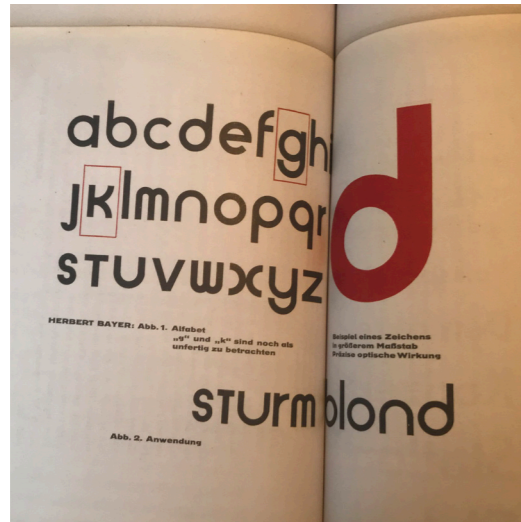 abcdefghi
jklmnopqr
sTUVWXYZ
d
HERBERT BAYER: Abb. 1. Alfabet
„g" und „k" sind noch als
unfertig zu betrachten
Beispiel eines Zeichens
in größerem Maßstab
Präzise optische Wirkung
sturm blond
Abb. 2. Anwendung